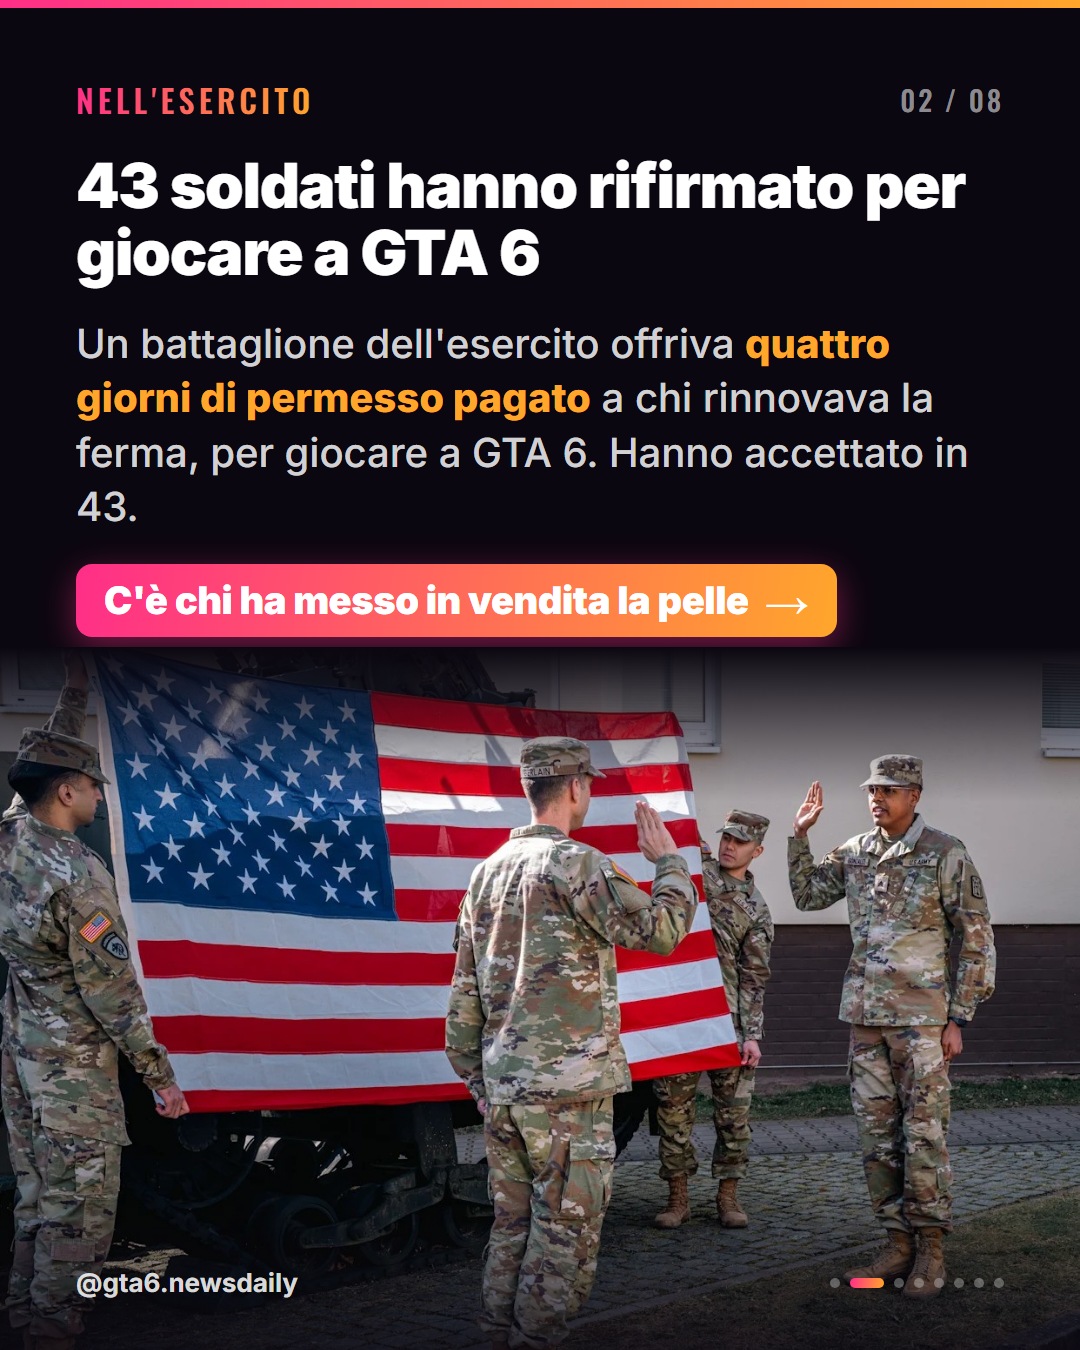 NELL'ESERCITO
02 / 08
43 soldati hanno rifirmato per
giocare a GTA 6
Un battaglione dell'esercito offriva quattro
giorni di permesso pagato a chi rinnovava la
ferma, per giocare a GTA 6. Hanno accettato in
43.
C'è chi ha messo in vendita la pelle →
U.S. ARMY
@gta6.newsdaily